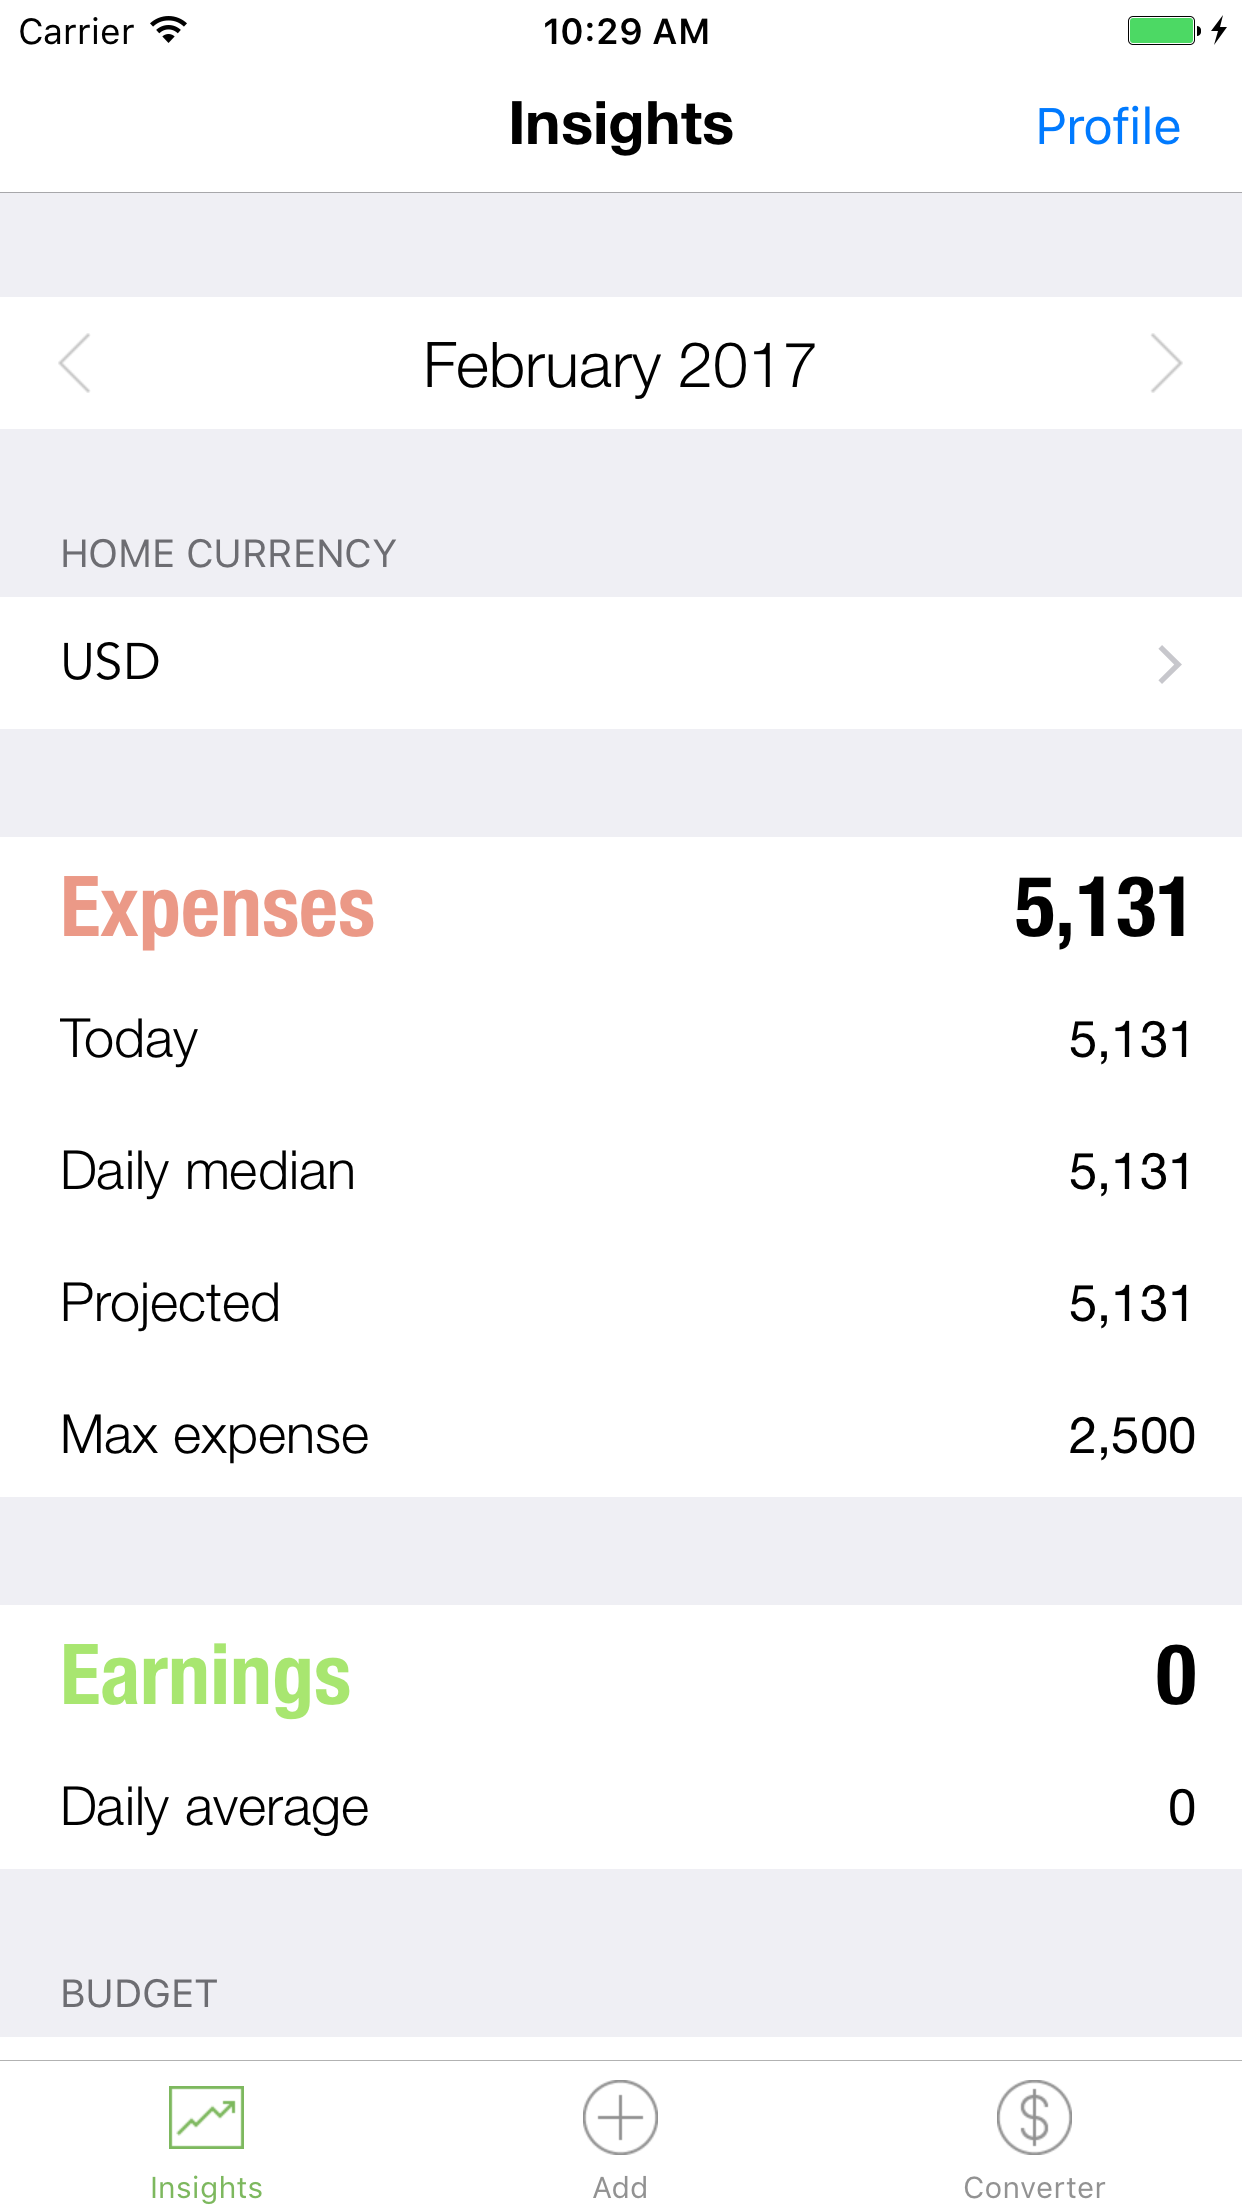 Carrier 10:29 AM
Insights Profile
February 2017
HOME CURRENCY
USD
Expenses 5,131
Today 5,131
Daily median 5,131
Projected 5,131
Max expense 2,500
Earnings 0
Daily average 0
BUDGET
Insights Add Converter